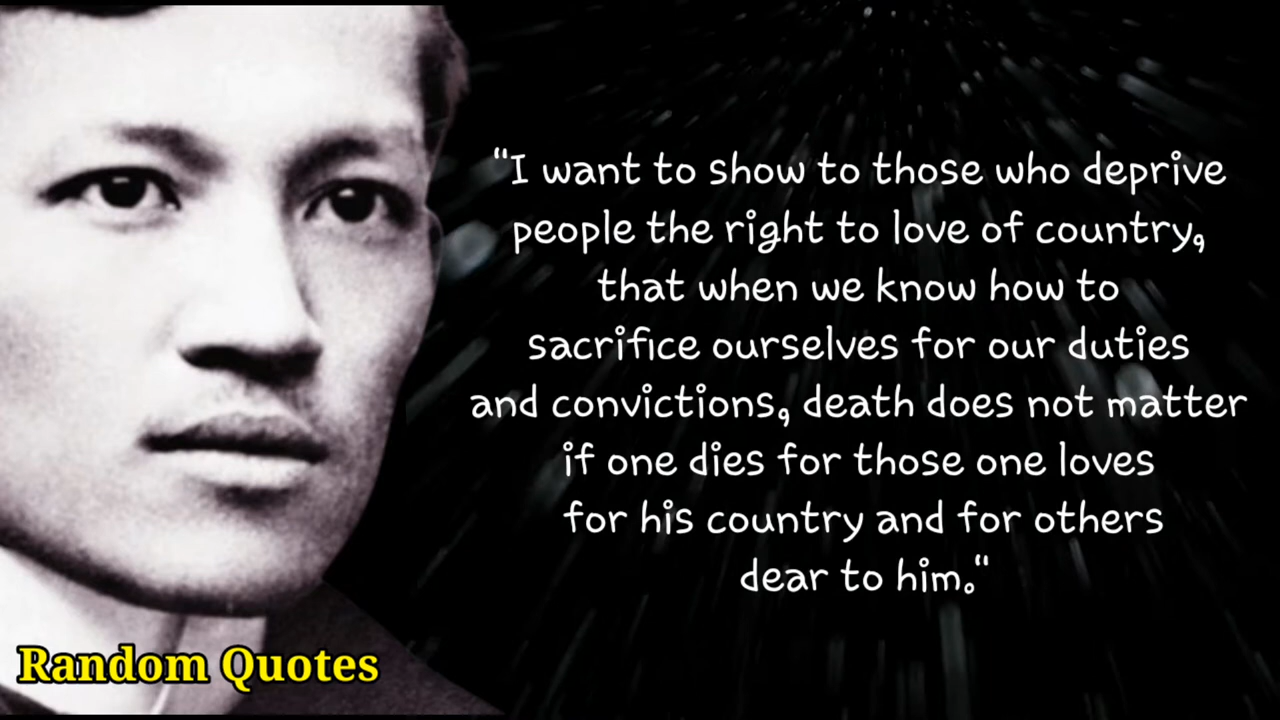 "I want to show to those who deprive
people the right to love of country,
that when we know how to
sacrifice ourselves for our duties
and convictions, death does not matter
if one dies for those one loves
for his country and for others
dear to him."
Random Quotes